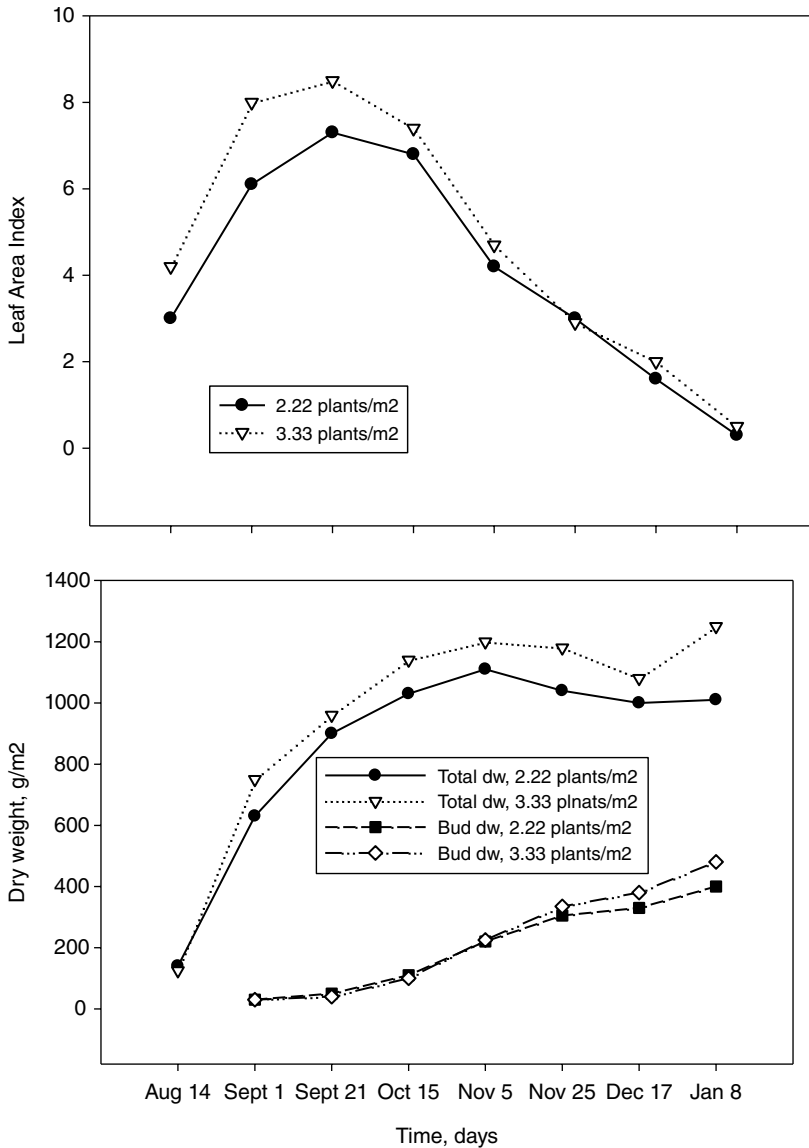 10
8
6
4
2
0
Leaf Area Index
2.22 plants/m2
3.33 plants/m2
1400
1200
1000
800
600
400
200
0
Dry weight, g/m2
Total dw, 2.22 plants/m2
Total dw, 3.33 plnats/m2
Bud dw, 2.22 plants/m2
Bud dw, 3.33 plants/m2
Aug 14 Sept 1 Sept 21 Oct 15 Nov 5 Nov 25 Dec 17 Jan 8
Time, days